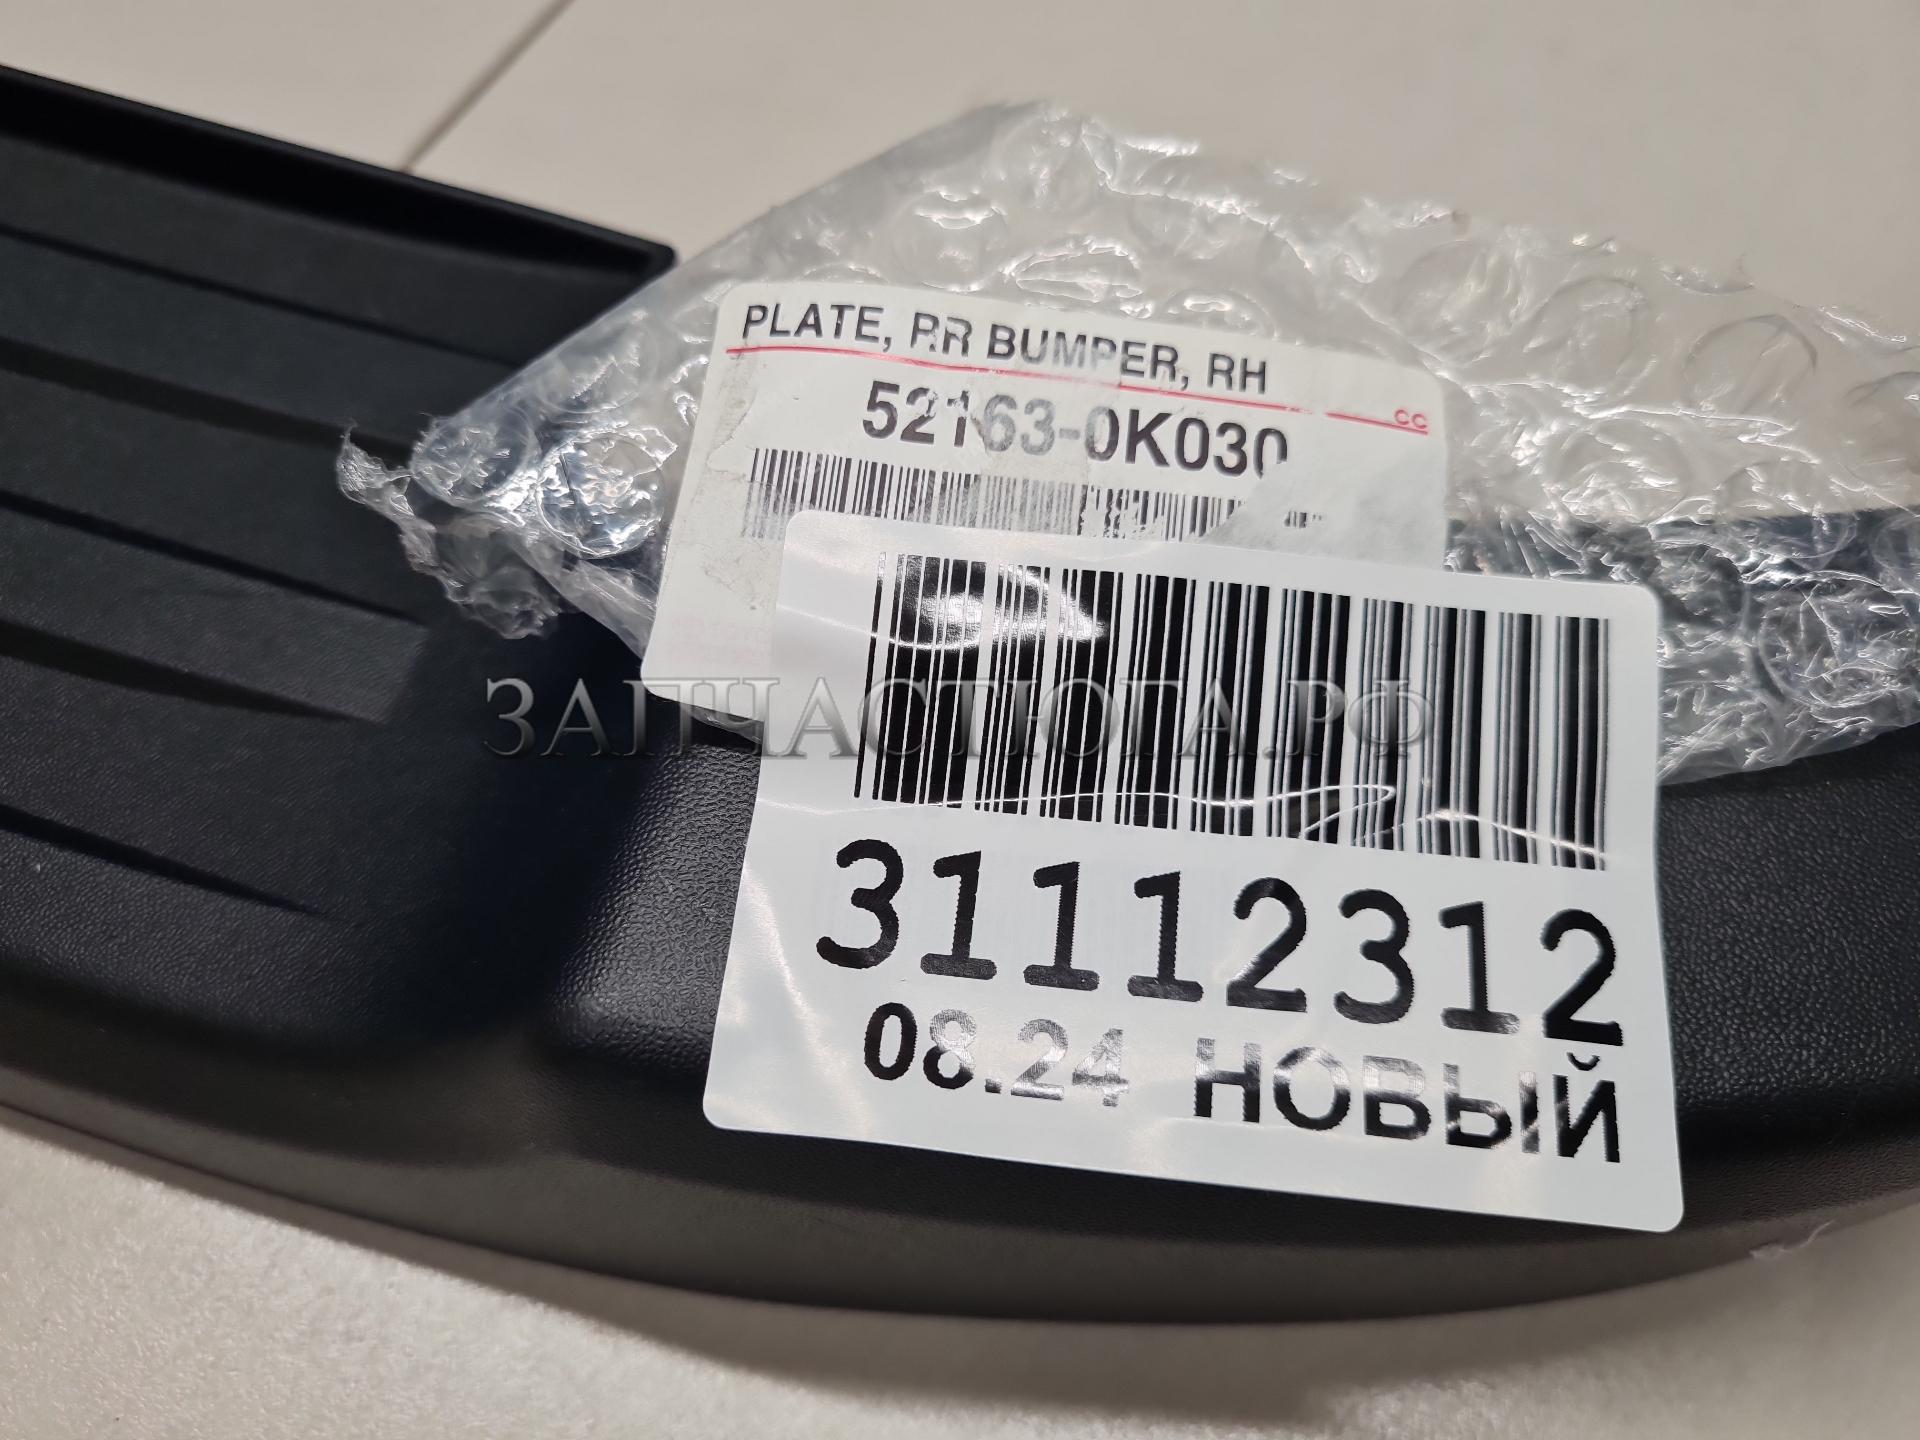 PLATE, RR BUMPER, RH
CC
52163-0K030
ЗАПЧАСТЮГА.РФ
31112312
08.24 НОВЫЙ